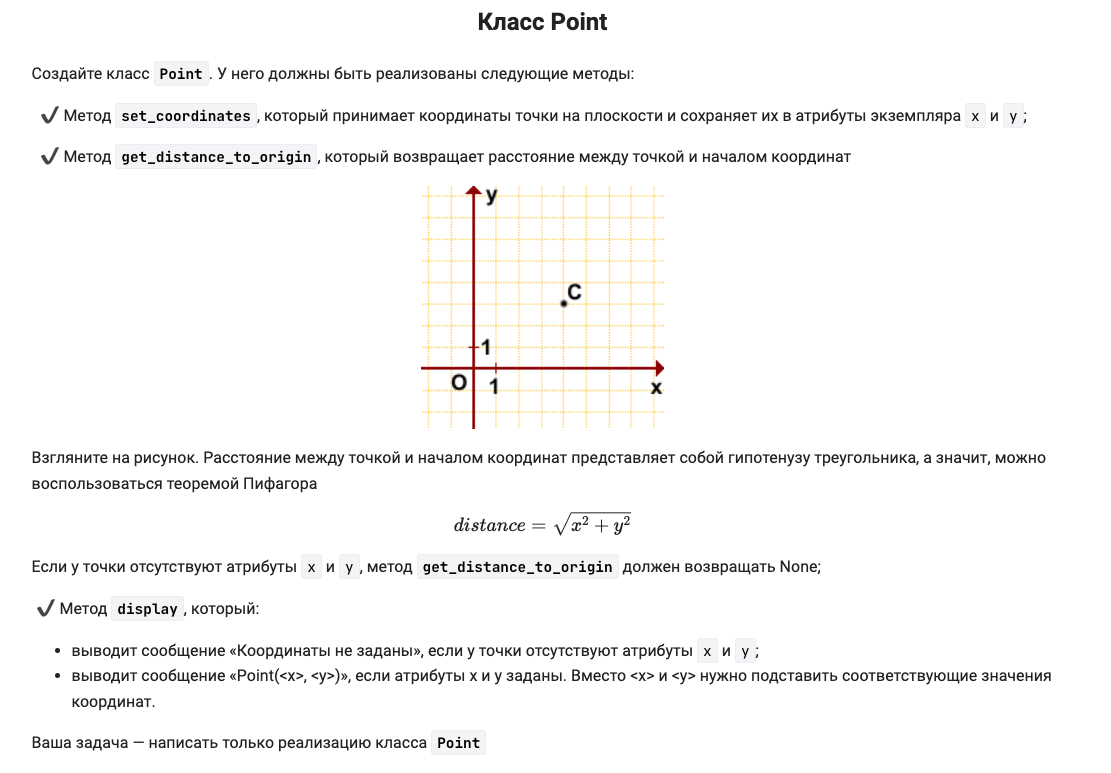 Класс Point
Создайте класс Point . У него должны быть реализованы следующие методы:
✔ Метод set_coordinates , который принимает координаты точки на плоскости и сохраняет их в атрибуты экземпляра x и y ;
✔ Метод get_distance_to_origin , который возвращает расстояние между точкой и началом координат
y
C
1
O 1 x
Взгляните на рисунок. Расстояние между точкой и началом координат представляет собой гипотенузу треугольника, а значит, можно
воспользоваться теоремой Пифагора
distance = √x² + y²
Если у точки отсутствуют атрибуты x и y , метод get_distance_to_origin должен возвращать None;
✔ Метод display , который:
• выводит сообщение «Координаты не заданы», если у точки отсутствуют атрибуты x и y ;
• выводит сообщение «Point(<x>, <y>)», если атрибуты x и y заданы. Вместо <x> и <y> нужно подставить соответствующие значения
координат.
Ваша задача — написать только реализацию класса Point